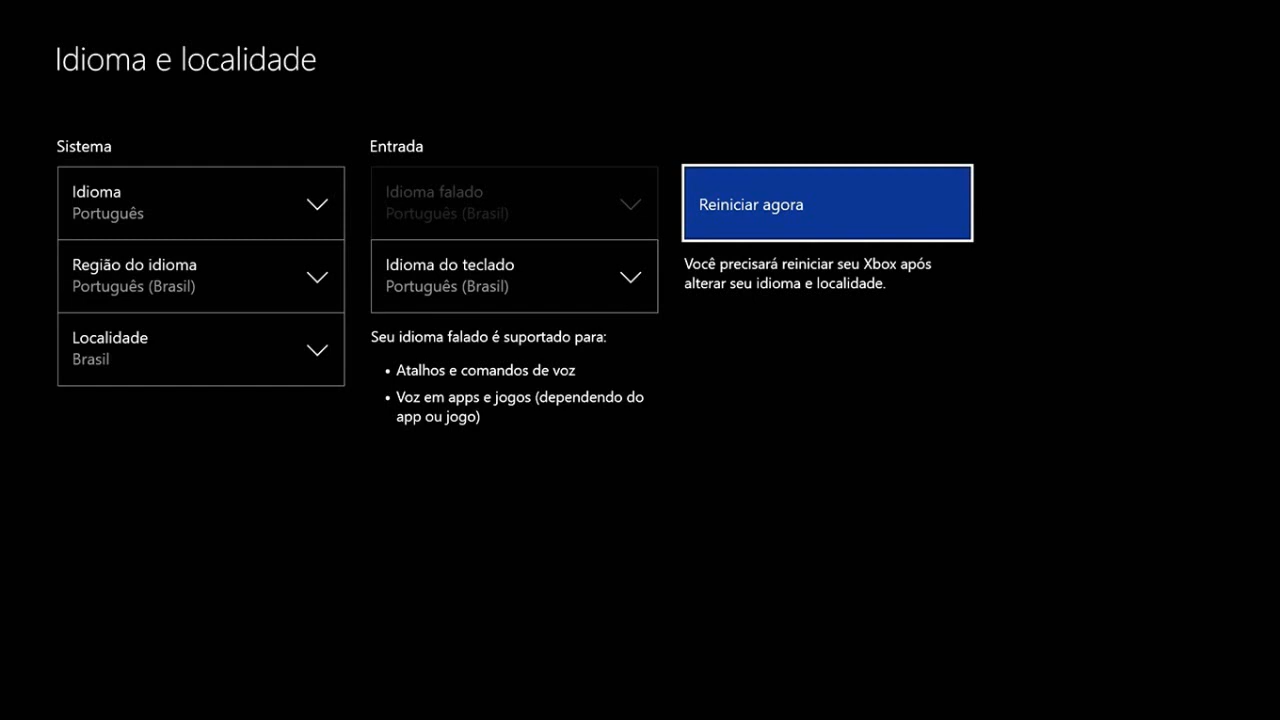 Idioma e localidade
Sistema
Idioma
Português
Região do idioma
Português (Brasil)
Localidade
Brasil
Entrada
Idioma falado
Português (Brasil)
Idioma do teclado
Português (Brasil)
Seu idioma falado é suportado para:
• Atalhos e comandos de voz
• Voz em apps e jogos (dependendo do
app ou jogo)
Reiniciar agora
Você precisará reiniciar seu Xbox após
alterar seu idioma e localidade.